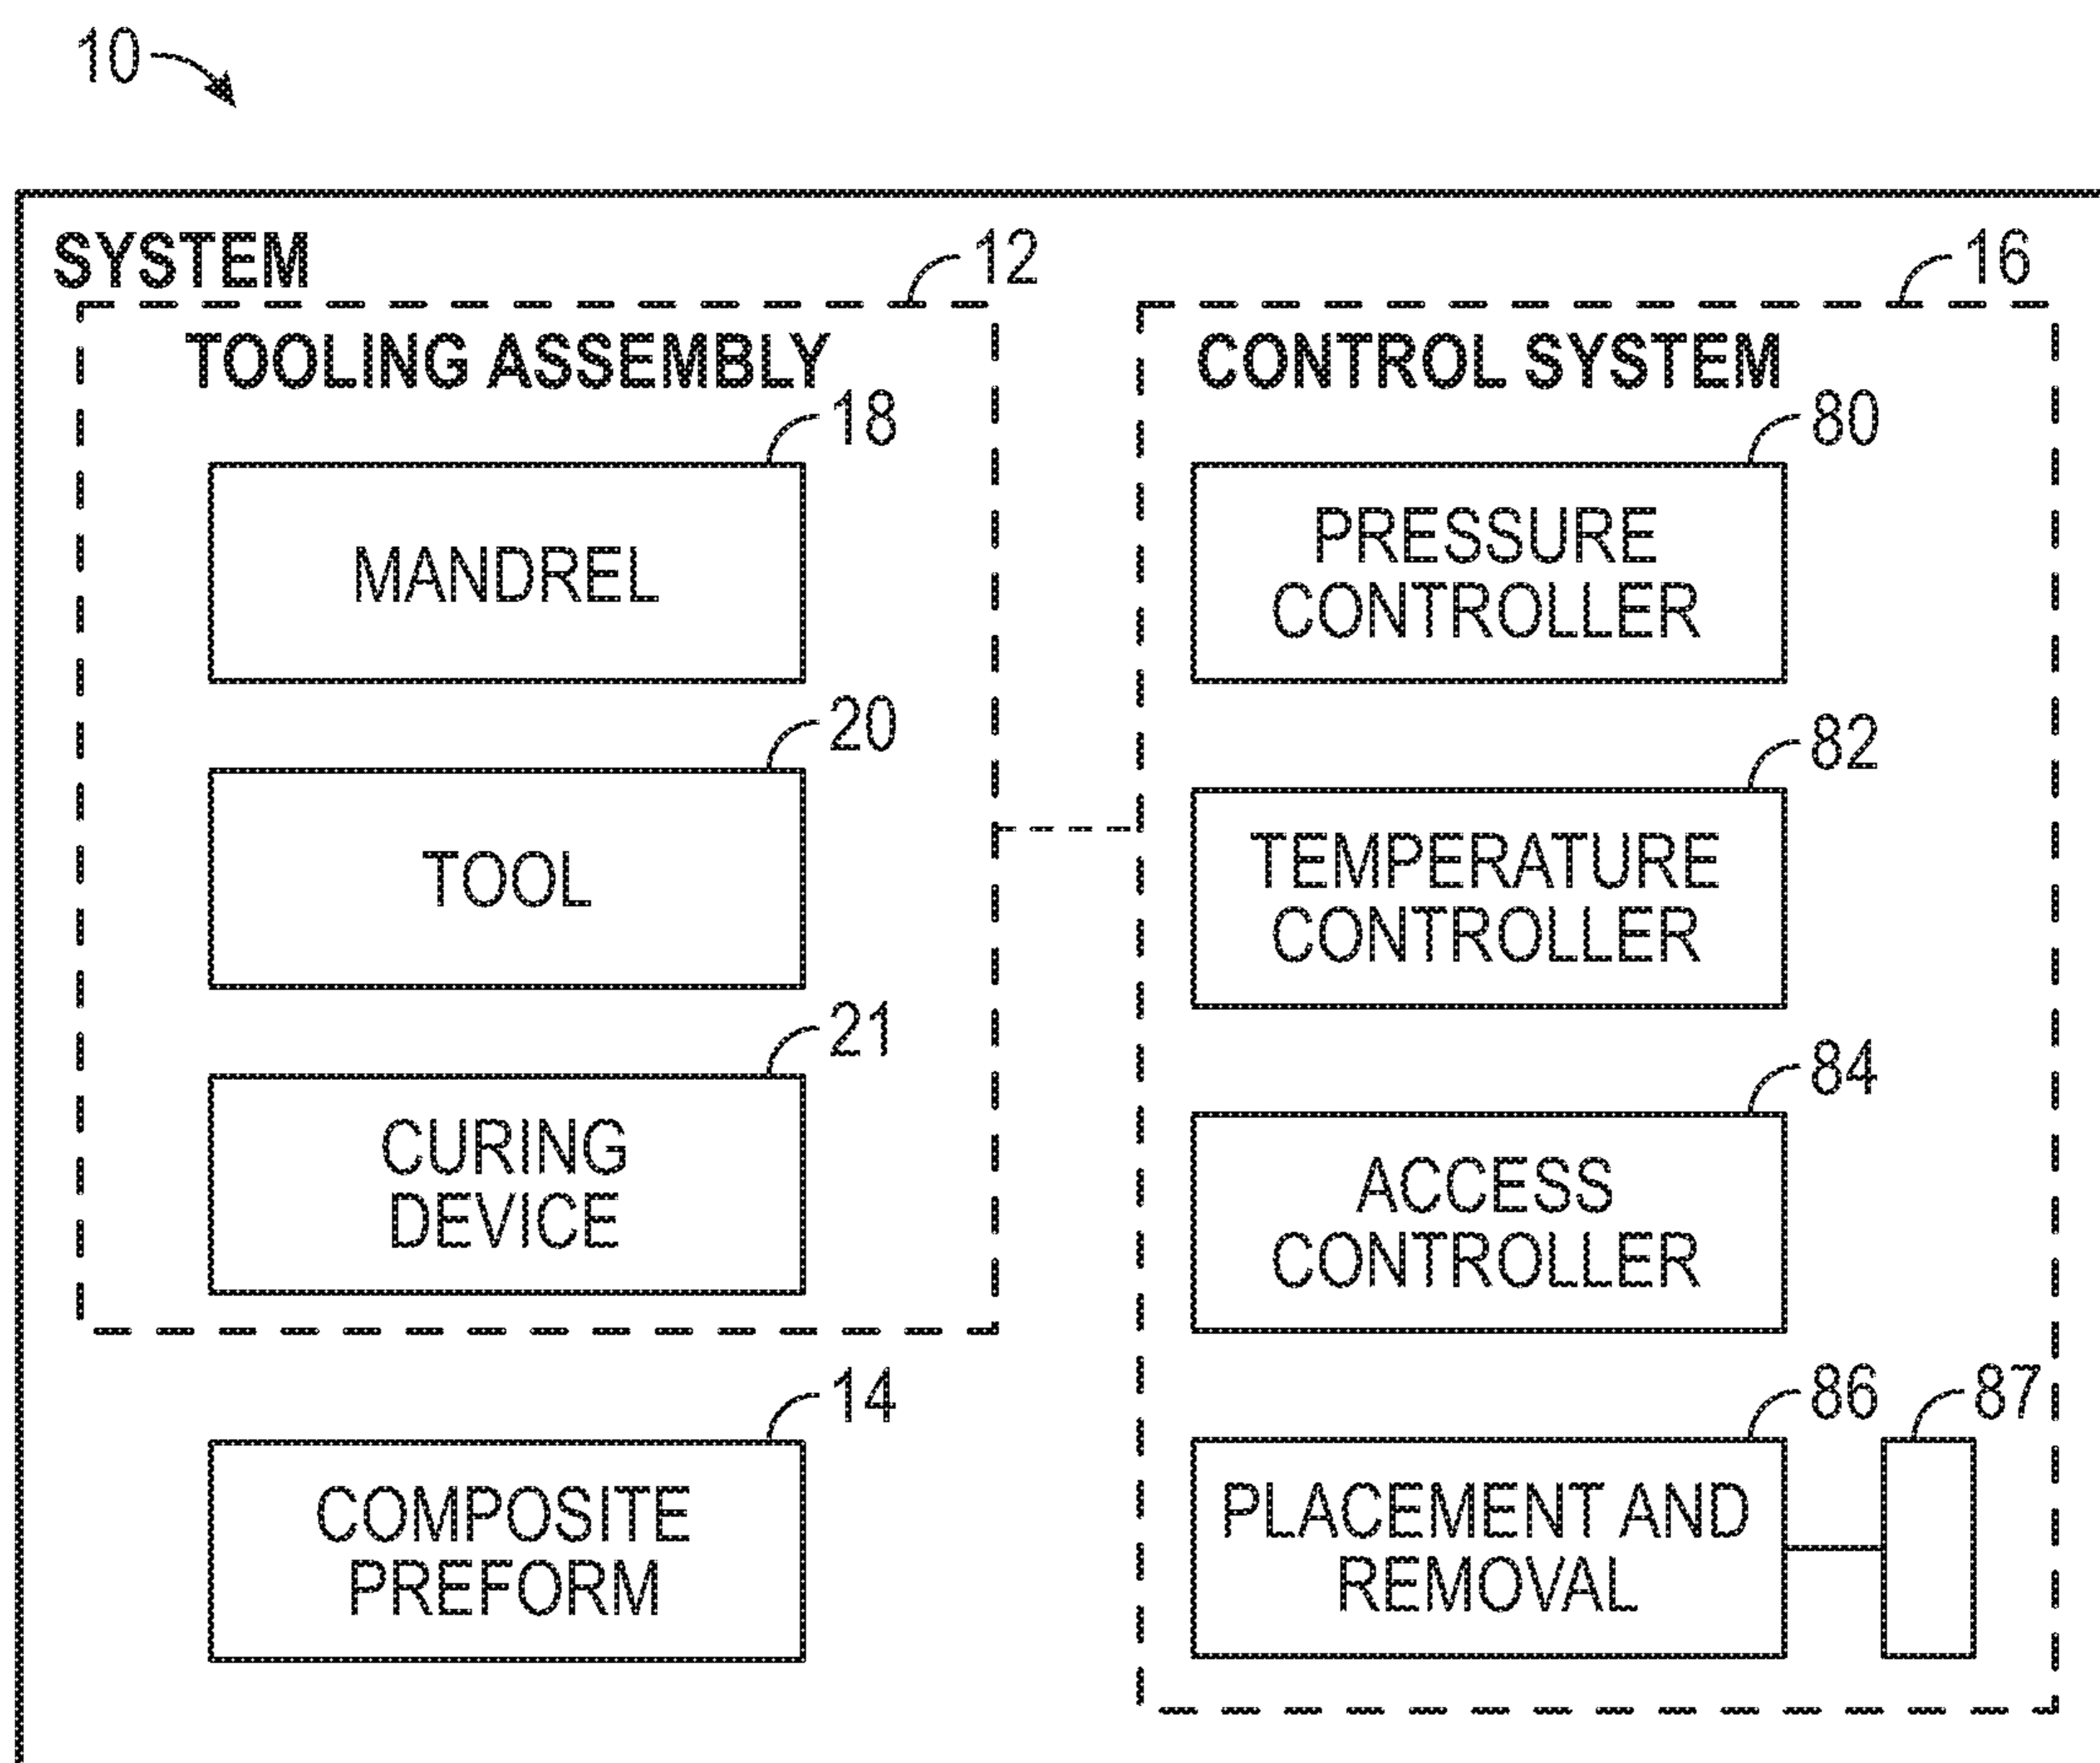 10
SYSTEM
12
TOOLING ASSEMBLY
18
MANDREL
20
TOOL
21
CURING
DEVICE
14
COMPOSITE
PREFORM
16
CONTROL SYSTEM
80
PRESSURE
CONTROLLER
82
TEMPERATURE
CONTROLLER
84
ACCESS
CONTROLLER
86
87
PLACEMENT AND
REMOVAL